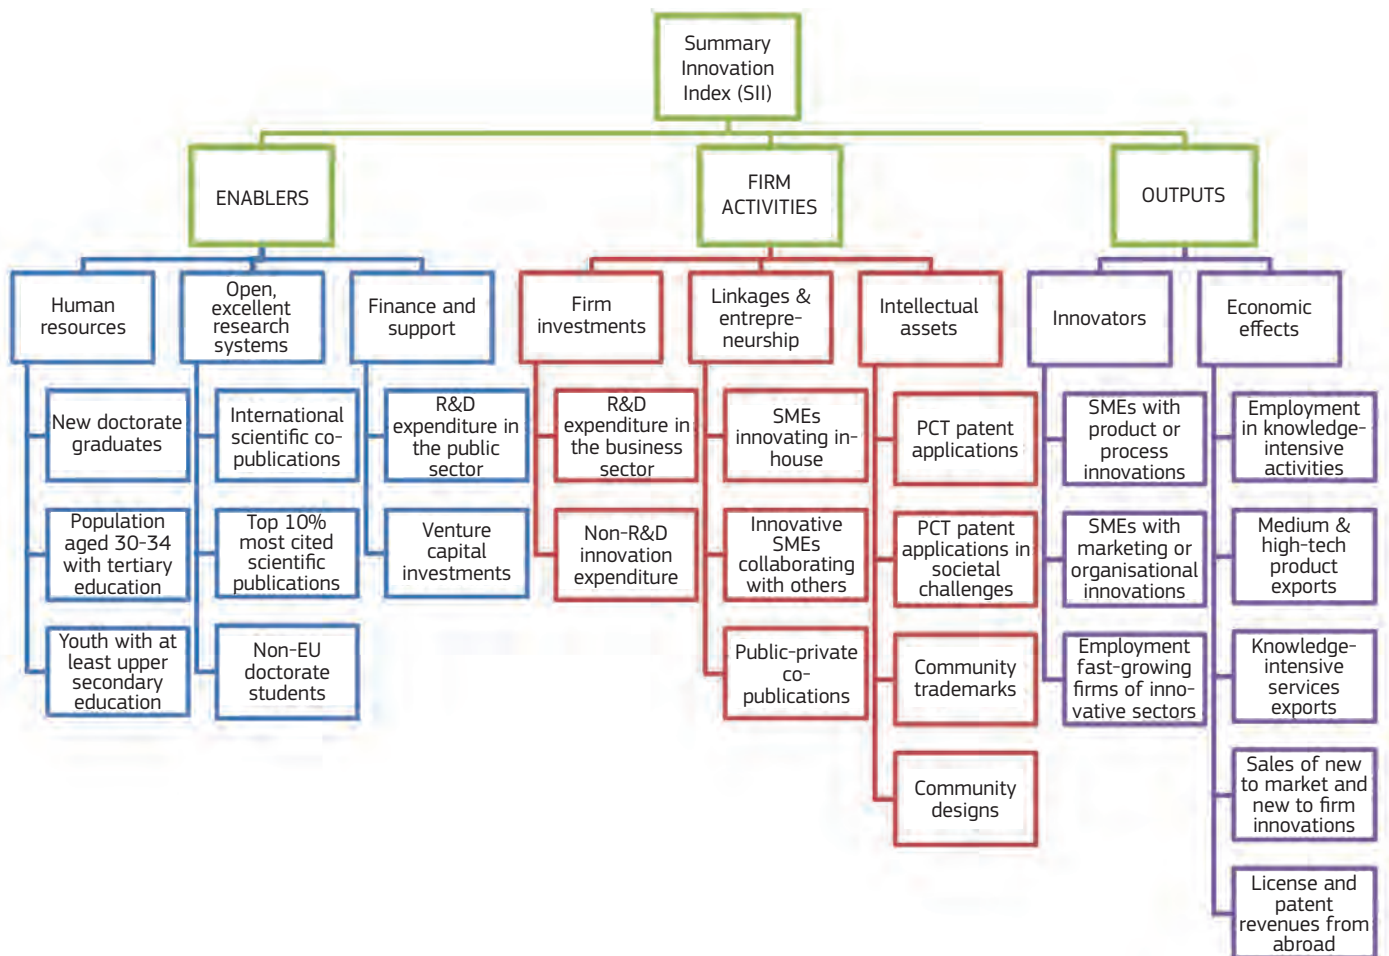 Summary
Innovation
Index (SII)
ENABLERS
FIRM
ACTIVITIES
OUTPUTS
Human
resources
Open,
excellent
research
systems
Finance and
support
Firm
investments
Linkages &
entrepre-
neurship
Intellectual
assets
Innovators
Economic
effects
New doctorate
graduates
International
scientific co-
publications
R&D
expenditure in
the public
sector
R&D
expenditure in
the business
sector
SMEs
innovating in-
house
PCT patent
applications
SMEs with
product or
process
innovations
Employment
in knowledge-
intensive
activities
Population
aged 30-34
with tertiary
education
Top 10%
most cited
scientific
publications
Venture
capital
investments
Non-R&D
innovation
expenditure
Innovative
SMEs
collaborating
with others
PCT patent
applications in
societal
challenges
SMEs with
marketing or
organisational
innovations
Medium &
high-tech
product
exports
Youth with at
least upper
secondary
education
Non-EU
doctorate
students
Public-private
co-
publications
Community
trademarks
Employment
fast-growing
firms of inno-
vative sectors
Knowledge-
intensive
services
exports
Community
designs
Sales of new
to market and
new to firm
innovations
License and
patent
revenues from
abroad